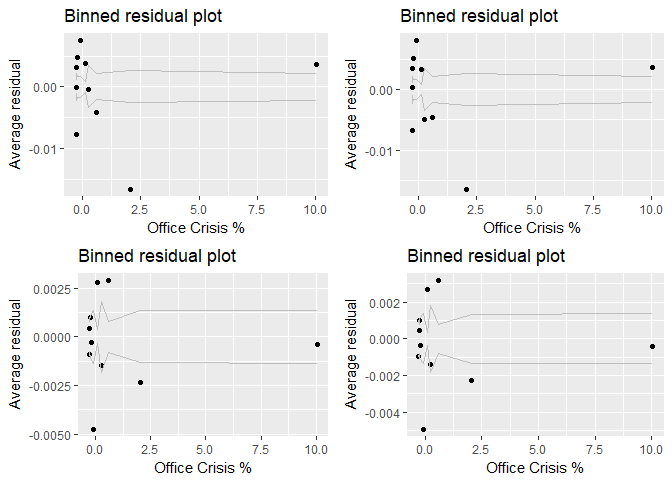 Binned residual plot
Average residual
0.00
-0.01
0.0 2.5 5.0 7.5 10.0
Office Crisis %
Binned residual plot
Average residual
0.00
-0.01
0.0 2.5 5.0 7.5 10.0
Office Crisis %
Binned residual plot
Average residual
0.0025
0.0000
-0.0025
-0.0050
0.0 2.5 5.0 7.5 10.0
Office Crisis %
Binned residual plot
Average residual
0.002
0.000
-0.002
-0.004
0.0 2.5 5.0 7.5 10.0
Office Crisis %